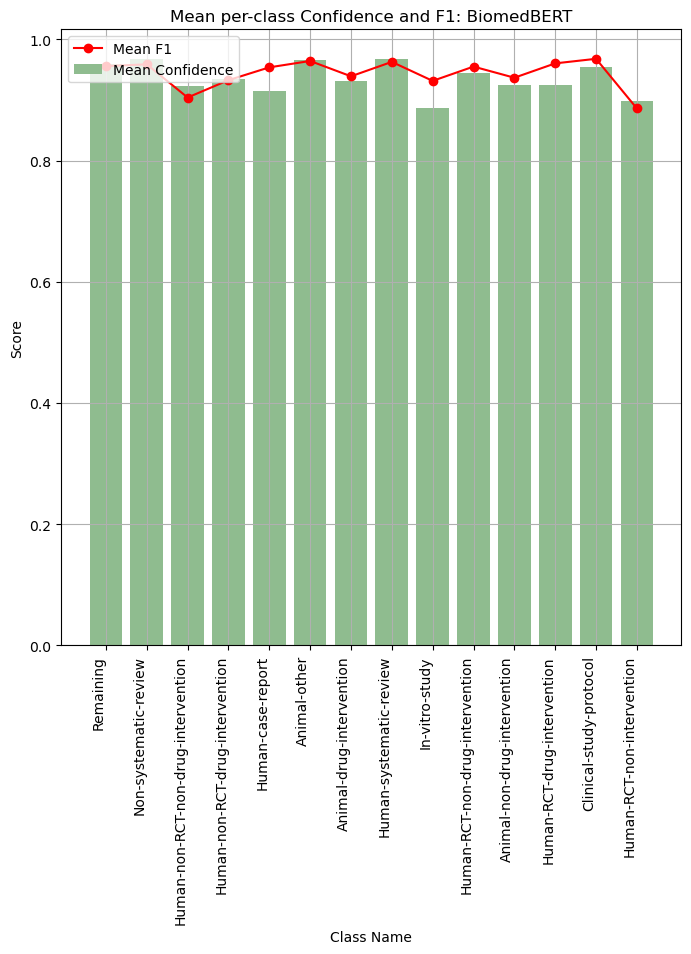 Mean per-class Confidence and F1: BiomedBERT
Mean F1
Mean Confidence
1.0
0.8
0.6
0.4
0.2
0.0
Score
Remaining
Non-systematic-review
Human-non-RCT-non-drug-intervention
Human-non-RCT-drug-intervention
Human-case-report
Animal-other
Animal-drug-intervention
Human-systematic-review
In-vitro-study
Human-RCT-non-drug-intervention
Animal-non-drug-intervention
Human-RCT-drug-intervention
Clinical-study-protocol
Human-RCT-non-intervention
Class Name